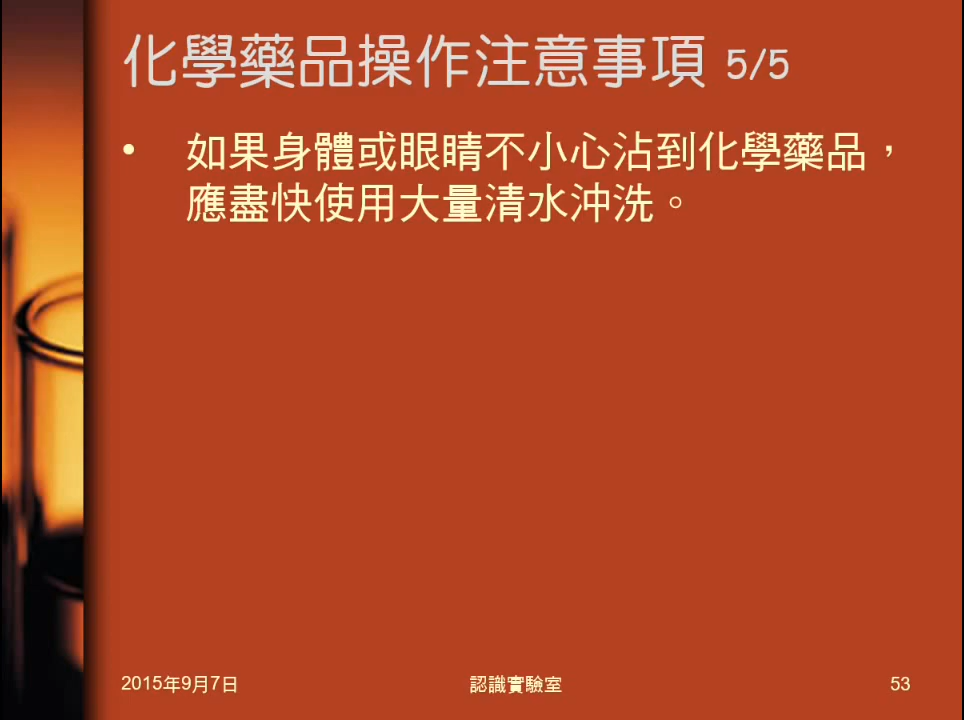 化學藥品操作注意事項 5/5
• 如果身體或眼睛不小心沾到化學藥品，
應盡快使用大量清水沖洗。
2015年9月7日
認識實驗室
53